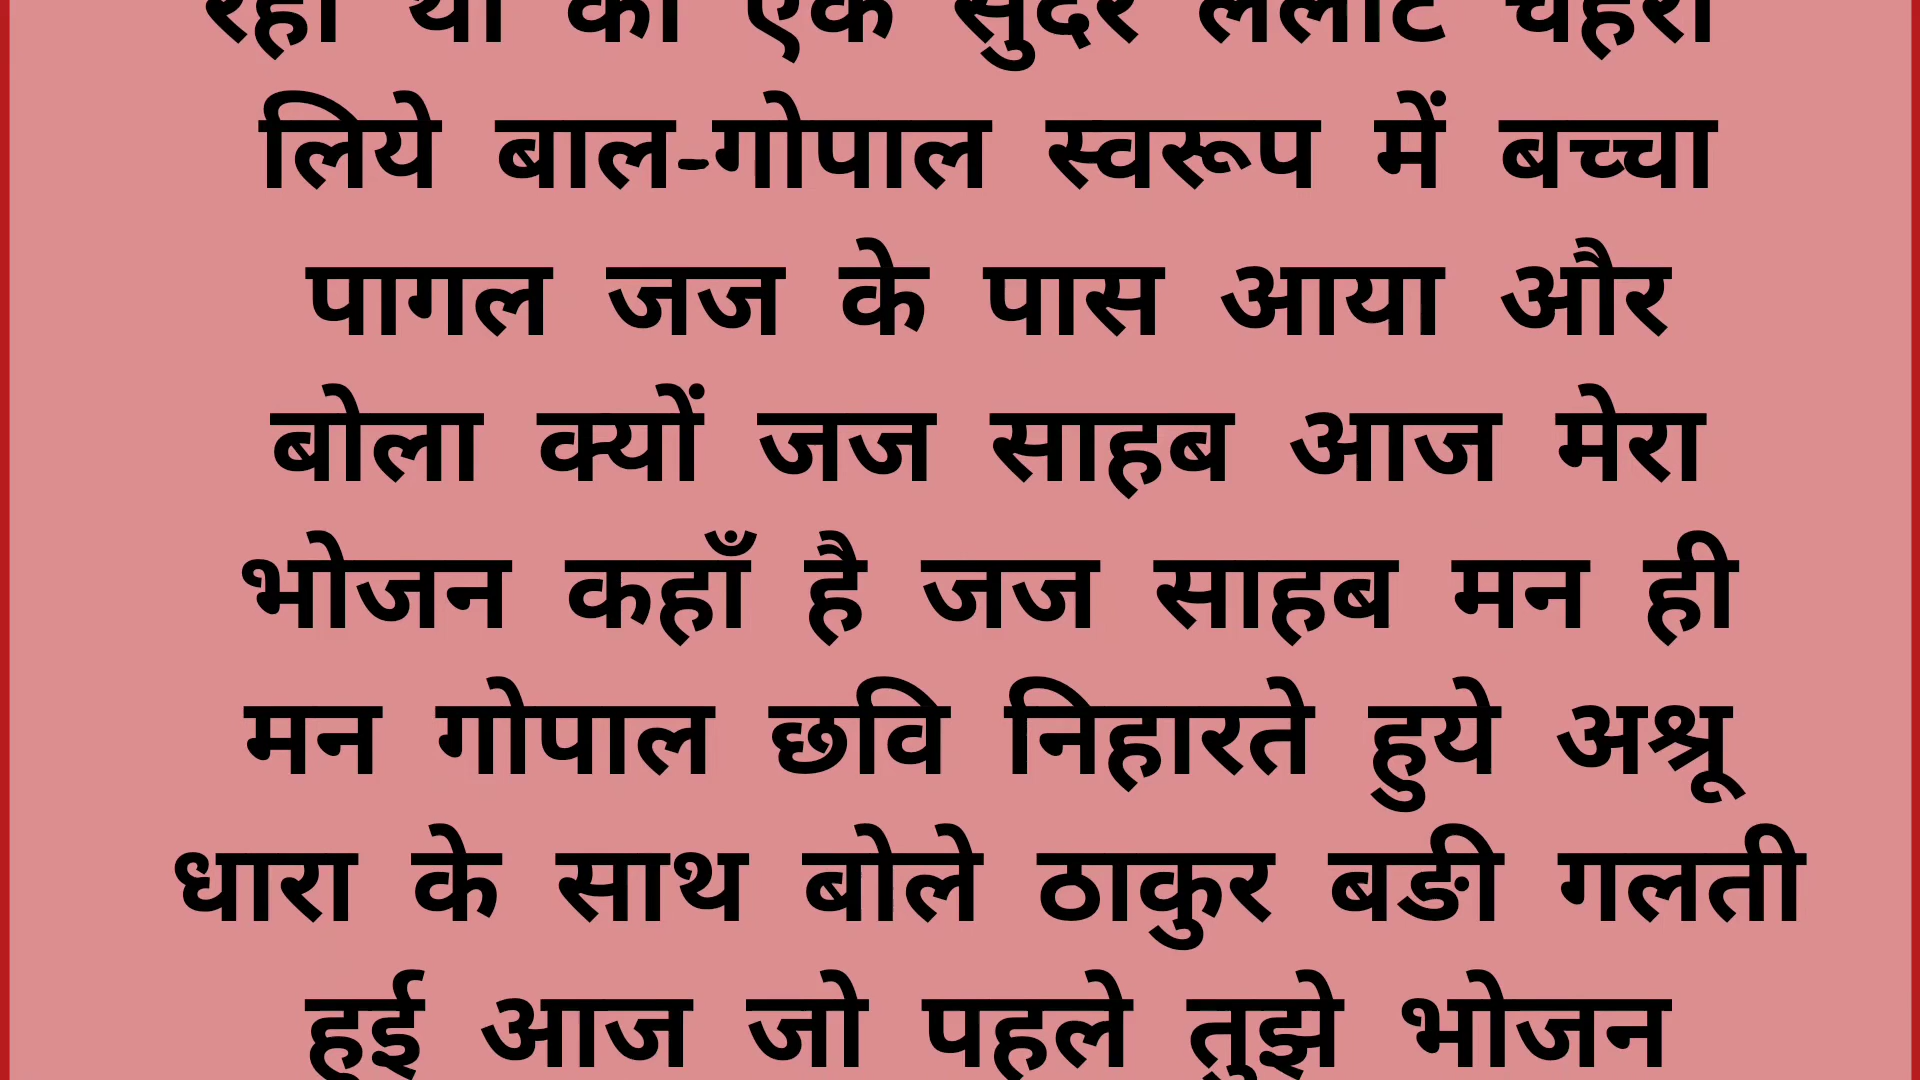 रहा था की एक सुंदर ललाट चेहरा
लिये बाल-गोपाल स्वरूप में बच्चा
पागल जज के पास आया और
बोला क्यों जज साहब आज मेरा
भोजन कहाँ है जज साहब मन ही
मन गोपाल छवि निहारते हुये अश्रू
धारा के साथ बोले ठाकुर बङी गलती
हुई आज जो पहले तुझे भोजन